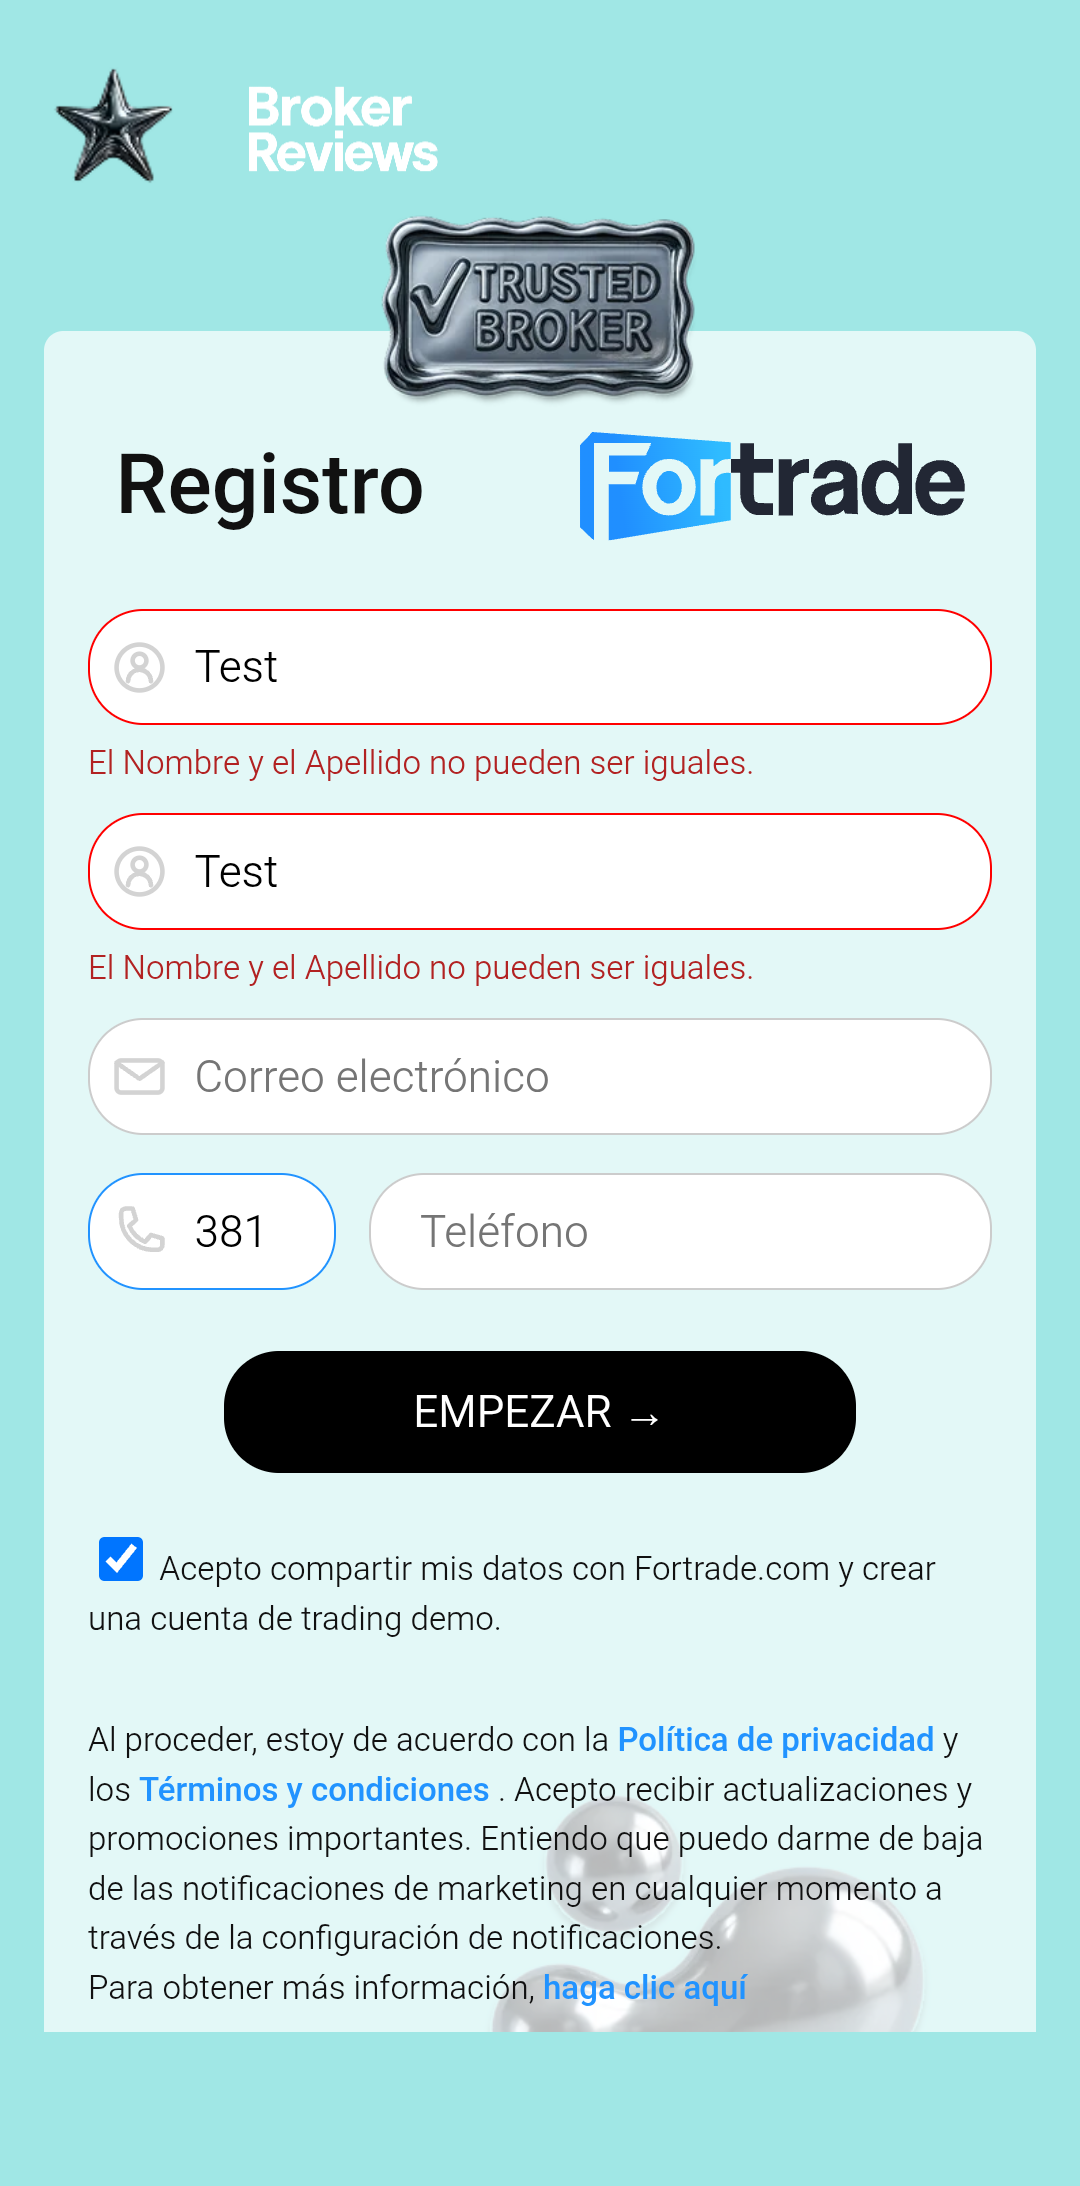 Broker
Reviews
TRUSTED
BROKER
Registro
Fortrade
Test
El Nombre y el Apellido no pueden ser iguales.
Test
El Nombre y el Apellido no pueden ser iguales.
Correo electrónico
381
Teléfono
EMPEZAR →
Acepto compartir mis datos con Fortrade.com y crear
una cuenta de trading demo.
Al proceder, estoy de acuerdo con la Política de privacidad y
los Términos y condiciones . Acepto recibir actualizaciones y
promociones importantes. Entiendo que puedo darme de baja
de las notificaciones de marketing en cualquier momento a
través de la configuración de notificaciones.
Para obtener más información, haga clic aquí